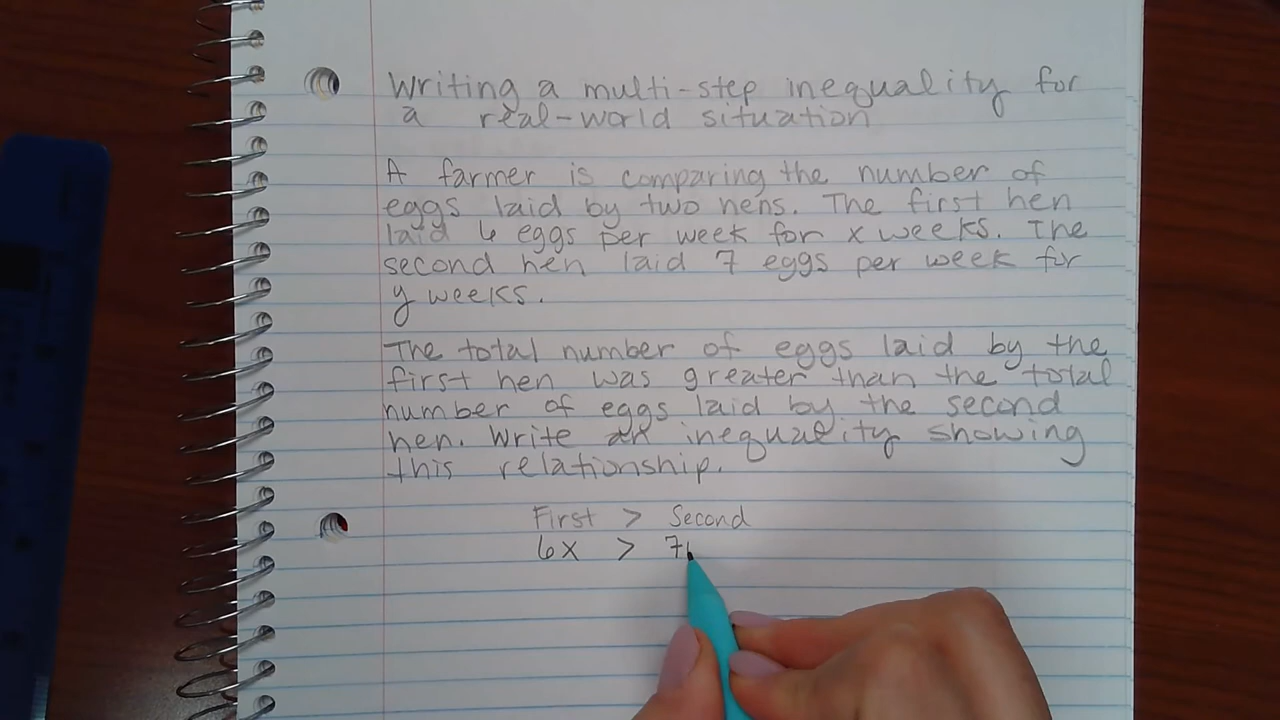 Writing a multi-step inequality for
a real-world situation
A farmer is comparing the number of
eggs laid by two hens. The first hen
laid 6 eggs per week for x weeks. The
second hen laid 7 eggs per week for
y weeks.
The total number of eggs laid by the
first hen was greater than the total
number of eggs laid by the second
hen. Write an inequality showing
this relationship.
First > Second
6x > 7